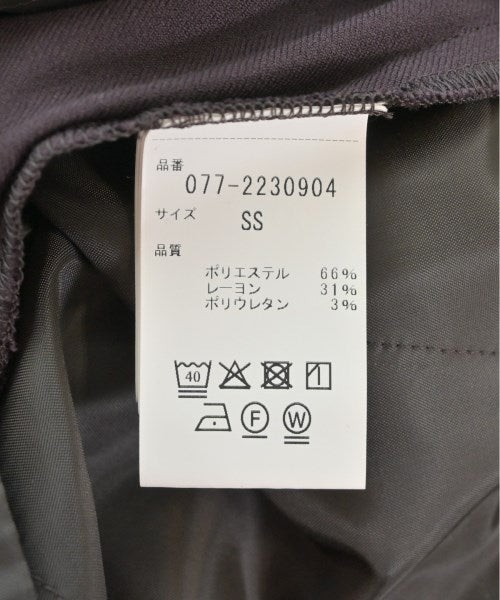 品番
077-2230904
サイズ SS
品質
ポリエステル 66%
レーヨン 31%
ポリウレタン 3%
40
F W